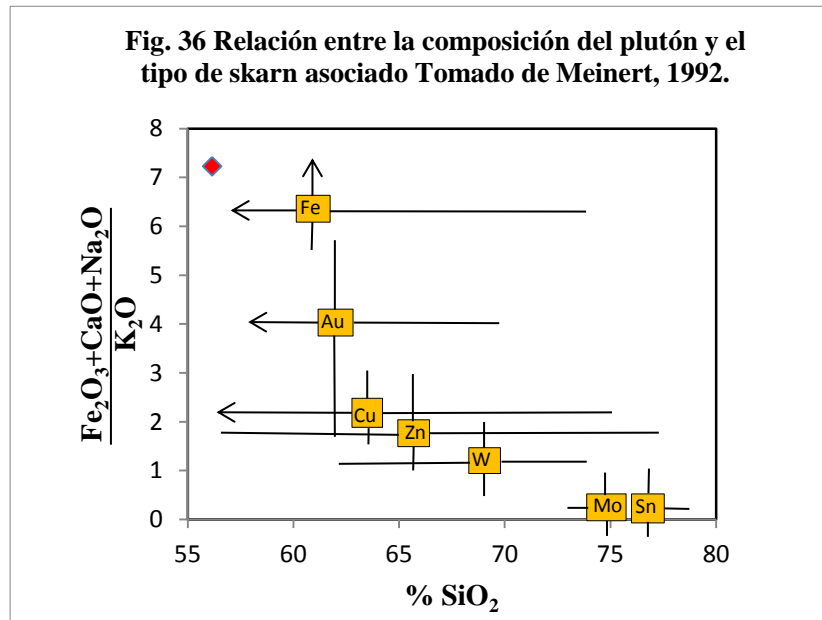 Fig. 36 Relación entre la composición del plutón y el
tipo de skarn asociado Tomado de Meinert, 1992.
8
7
6
5
4
3
2
1
0
Fe₂O₃+CaO+Na₂O
K₂O
Fe
Au
Cu
Zn
W
Mo
Sn
55
60
65
70
75
80
% SiO₂